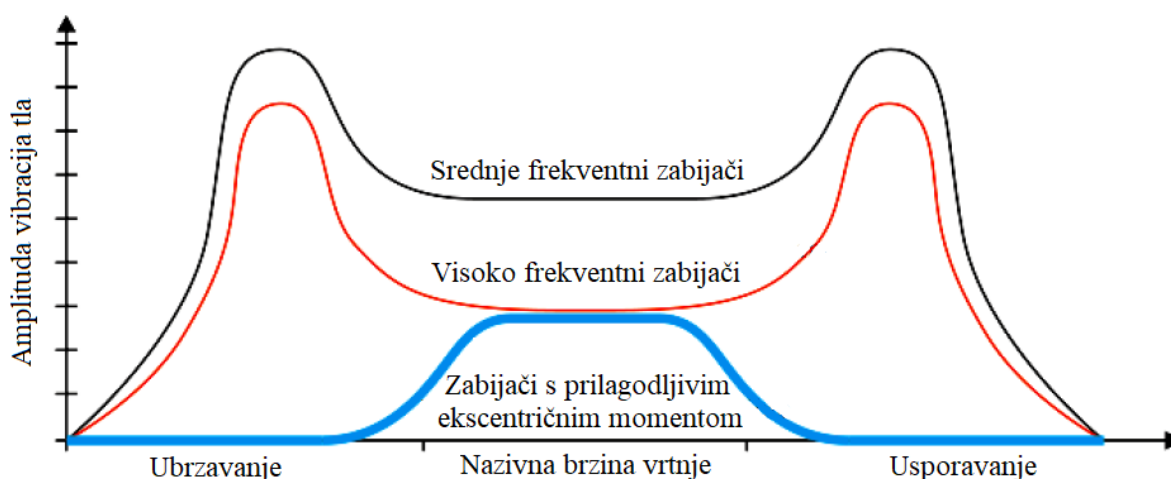 Amplituda vibracija tla
Srednje frekventni zabijači
Visoko frekventni zabijači
Zabijači s prilagodljivim
ekscentričnim momentom
Ubrzavanje
Nazivna brzina vrtnje
Usporavanje